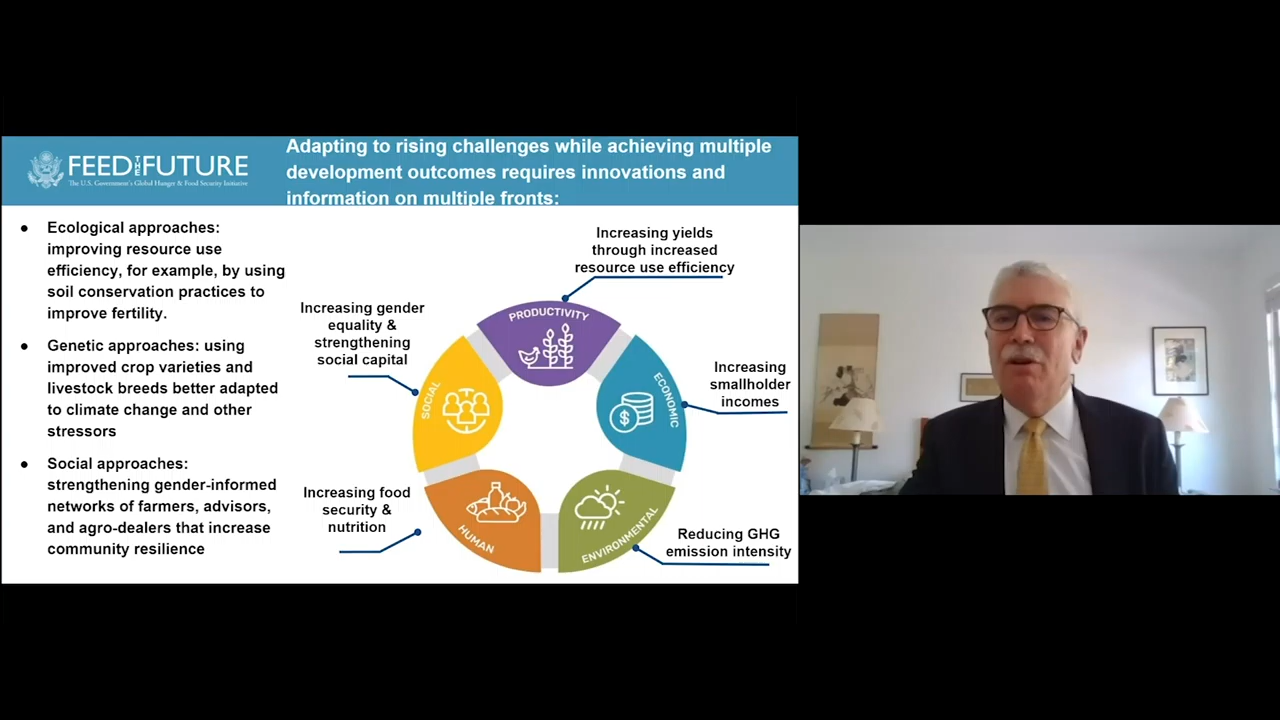 FEED THE FUTURE
The U.S. Government's Global Hunger & Food Security Initiative
Adapting to rising challenges while achieving multiple
development outcomes requires innovations and
information on multiple fronts:
● Ecological approaches:
improving resource use
efficiency, for example, by using
soil conservation practices to
improve fertility.
● Genetic approaches: using
improved crop varieties and
livestock breeds better adapted
to climate change and other
stressors
● Social approaches:
strengthening gender-informed
networks of farmers, advisors,
and agro-dealers that increase
community resilience
Increasing yields
through increased
resource use efficiency
PRODUCTIVITY
Increasing gender
equality &
strengthening
social capital
SOCIAL
Increasing
smallholder
incomes
ECONOMIC
$
Increasing food
security &
nutrition
HUMAN
Reducing GHG
emission intensity
ENVIRONMENTAL